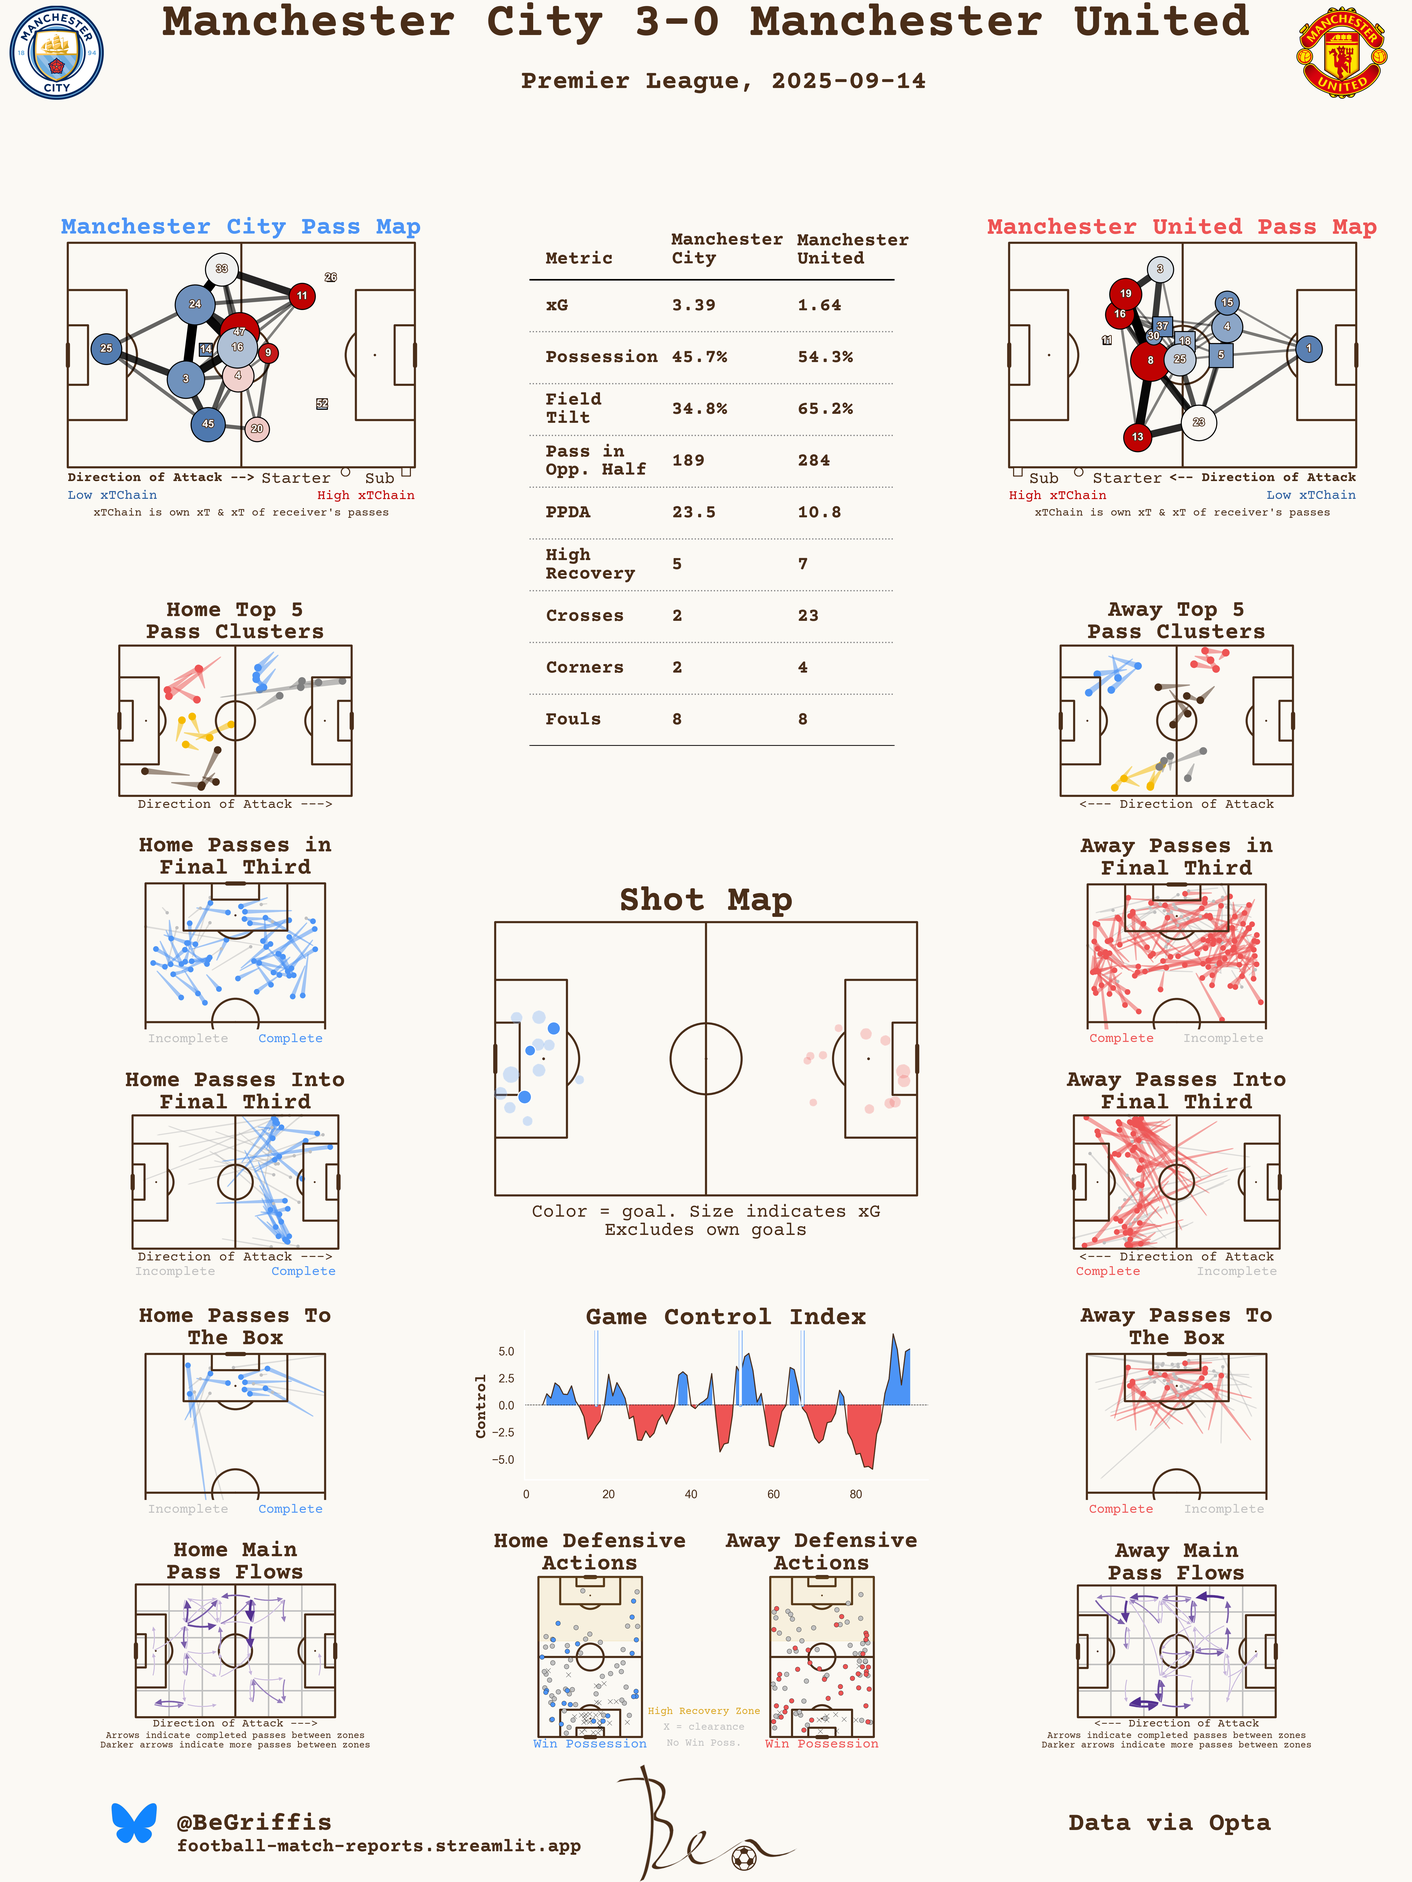 Manchester City 3-0 Manchester United
Premier League, 2025-09-14
MANCHESTER
18 94
CITY
MANCHESTER
UNITED
Manchester City Pass Map
33
26
11
24
47
25
14
16
9
3
4
52
45
20
Direction of Attack --> Starter Sub
Low xTChain High xTChain
xTChain is own xT & xT of receiver's passes
Metric Manchester City Manchester United
xG 3.39 1.64
Possession 45.7% 54.3%
Field Tilt 34.8% 65.2%
Pass in Opp. Half 189 284
PPDA 23.5 10.8
High Recovery 5 7
Crosses 2 23
Corners 2 4
Fouls 8 8
Manchester United Pass Map
3
19
15
16
37
4
30
11
18
1
8
25
5
23
13
Sub Starter <-- Direction of Attack
High xTChain Low xTChain
xTChain is own xT & xT of receiver's passes
Home Top 5
Pass Clusters
Direction of Attack --->
Away Top 5
Pass Clusters
<--- Direction of Attack
Home Passes in
Final Third
Incomplete Complete
Away Passes in
Final Third
Complete Incomplete
Shot Map
Color = goal. Size indicates xG
Excludes own goals
Home Passes Into
Final Third
Direction of Attack --->
Incomplete Complete
Away Passes Into
Final Third
<--- Direction of Attack
Complete Incomplete
Home Passes To
The Box
Incomplete Complete
Game Control Index
Control
5.0
2.5
0.0
−2.5
−5.0
0 20 40 60 80
Away Passes To
The Box
Complete Incomplete
Home Main
Pass Flows
Direction of Attack --->
Arrows indicate completed passes between zones
Darker arrows indicate more passes between zones
Home Defensive
Actions
Win Possession
High Recovery Zone
X = clearance
No Win Poss.
Away Defensive
Actions
Win Possession
Away Main
Pass Flows
<--- Direction of Attack
Arrows indicate completed passes between zones
Darker arrows indicate more passes between zones
@BeGriffis
football-match-reports.streamlit.app
Ben
Data via Opta